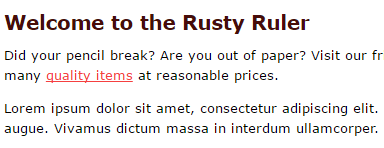 Welcome to the Rusty Ruler
Did your pencil break? Are you out of paper? Visit our fr
many quality items at reasonable prices.
Lorem ipsum dolor sit amet, consectetur adipiscing elit.
augue. Vivamus dictum massa in interdum ullamcorper.